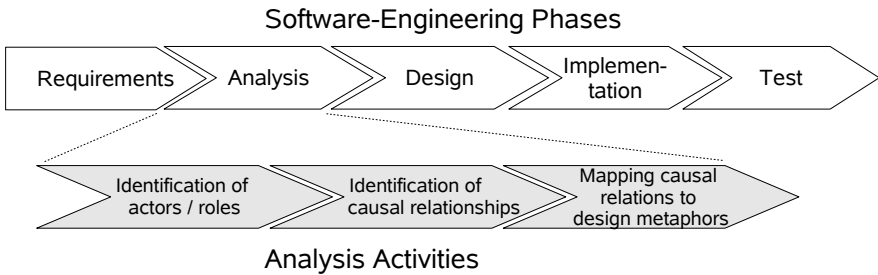 Software-Engineering Phases
Requirements
Analysis
Design
Implemen-
tation
Test
Identification of
actors / roles
Identification of
causal relationships
Mapping causal
relations to
design metaphors
Analysis Activities